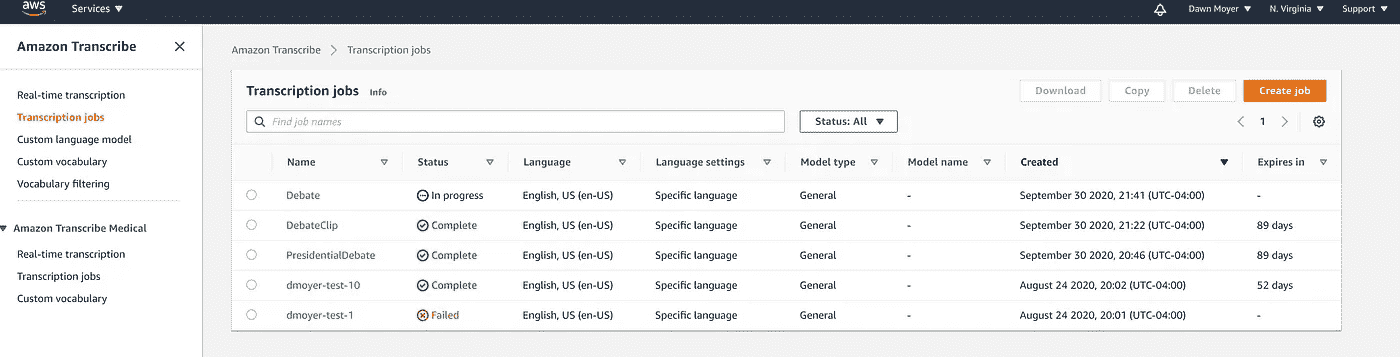 aws Services Dawn Moyer N. Virginia Support
Amazon Transcribe
Real-time transcription
Transcription jobs
Custom language model
Custom vocabulary
Vocabulary filtering
Amazon Transcribe Medical
Real-time transcription
Transcription jobs
Custom vocabulary
Amazon Transcribe Transcription jobs
Transcription jobs Info Download Copy Delete Create job
Find job names Status: All 1
Name Status Language Language settings Model type Model name Created Expires in
Debate In progress English, US (en-US) Specific language General - September 30 2020, 21:41 (UTC-04:00) -
DebateClip Complete English, US (en-US) Specific language General - September 30 2020, 21:22 (UTC-04:00) 89 days
PresidentialDebate Complete English, US (en-US) Specific language General - September 30 2020, 20:46 (UTC-04:00) 89 days
dmoyer-test-10 Complete English, US (en-US) Specific language General - August 24 2020, 20:02 (UTC-04:00) 52 days
dmoyer-test-1 Failed English, US (en-US) Specific language General - August 24 2020, 20:01 (UTC-04:00) -